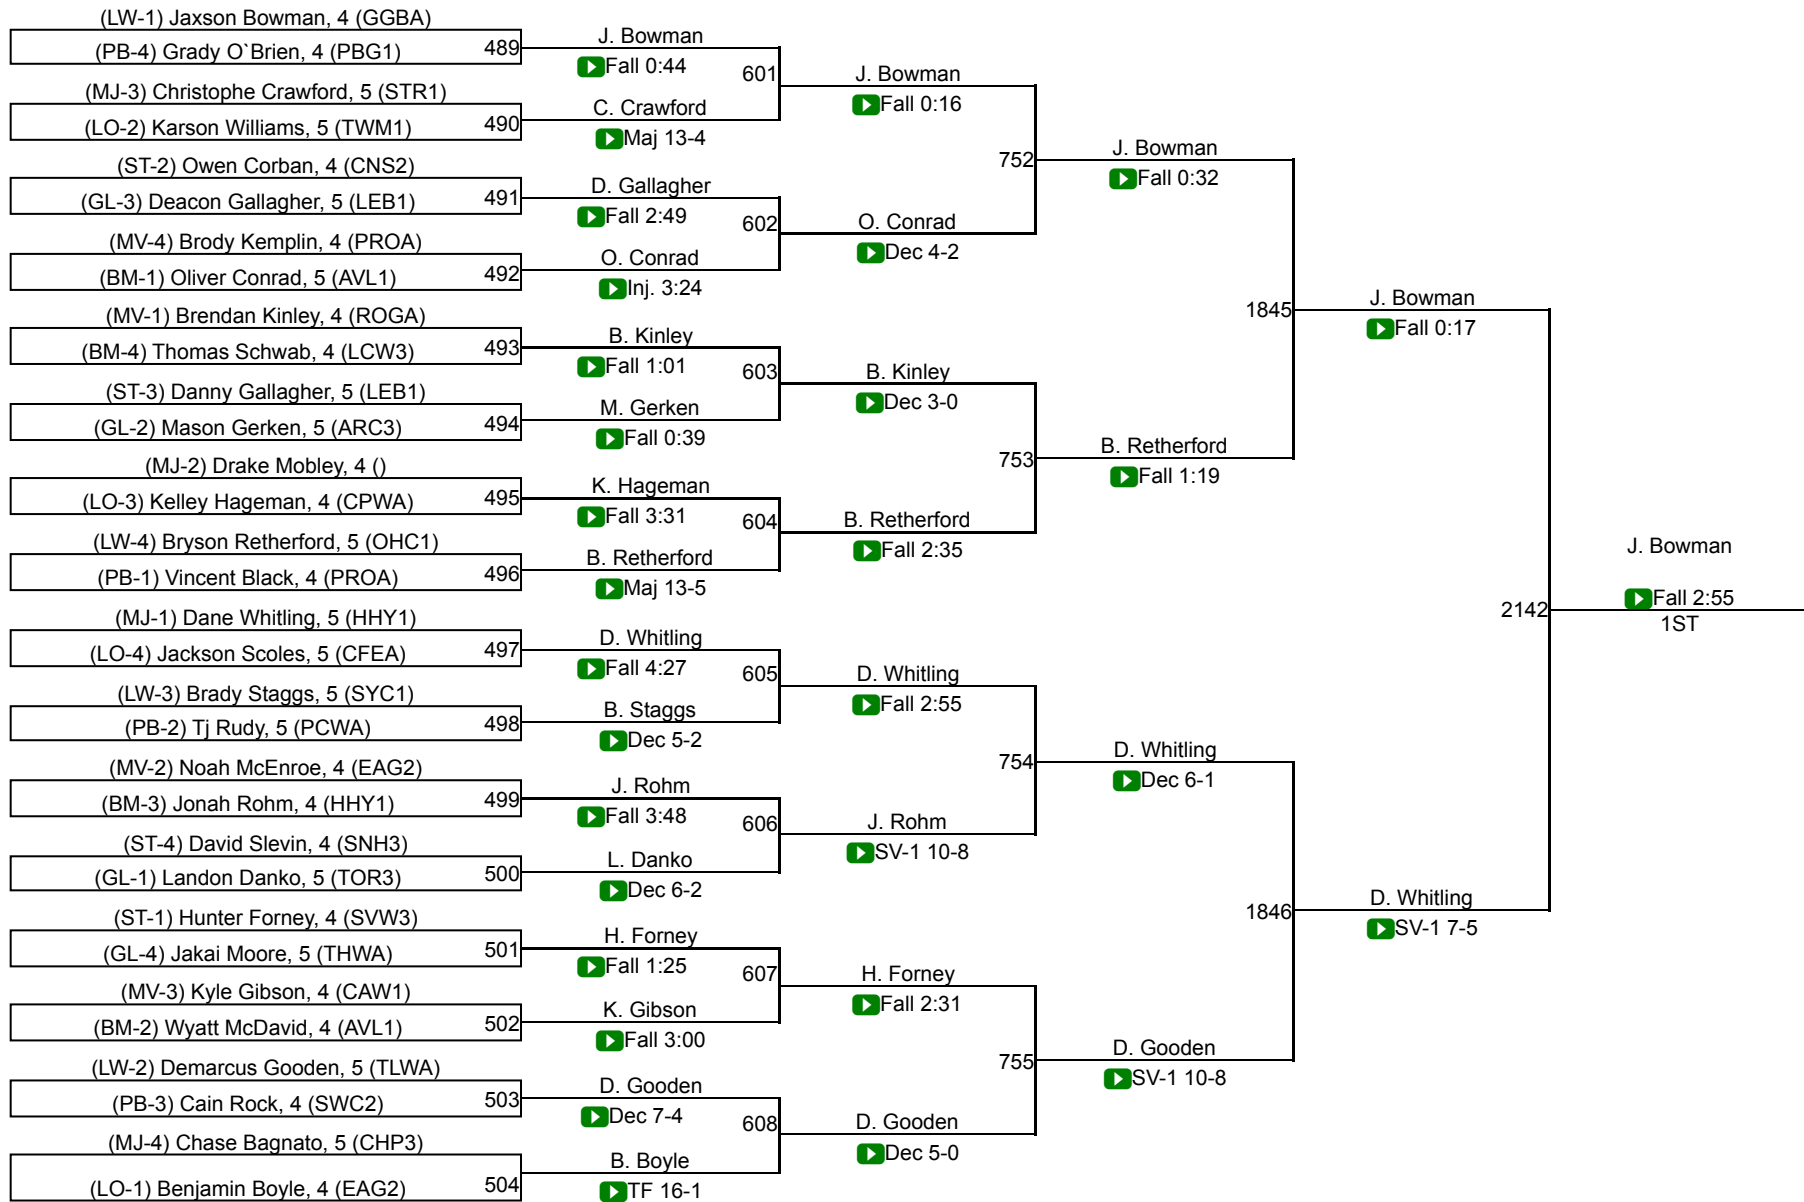 (LW-1) Jaxson Bowman, 4 (GGBA)
(PB-4) Grady O`Brien, 4 (PBG1)
489
(MJ-3) Christophe Crawford, 5 (STR1)
(LO-2) Karson Williams, 5 (TWM1)
490
(ST-2) Owen Corban, 4 (CNS2)
(GL-3) Deacon Gallagher, 5 (LEB1)
491
(MV-4) Brody Kemplin, 4 (PROA)
(BM-1) Oliver Conrad, 5 (AVL1)
492
(MV-1) Brendan Kinley, 4 (ROGA)
(BM-4) Thomas Schwab, 4 (LCW3)
493
(ST-3) Danny Gallagher, 5 (LEB1)
(GL-2) Mason Gerken, 5 (ARC3)
494
(MJ-2) Drake Mobley, 4 ()
(LO-3) Kelley Hageman, 4 (CPWA)
495
(LW-4) Bryson Retherford, 5 (OHC1)
(PB-1) Vincent Black, 4 (PROA)
496
(MJ-1) Dane Whitling, 5 (HHY1)
(LO-4) Jackson Scoles, 5 (CFEA)
497
(LW-3) Brady Staggs, 5 (SYC1)
(PB-2) Tj Rudy, 5 (PCWA)
498
(MV-2) Noah McEnroe, 4 (EAG2)
(BM-3) Jonah Rohm, 4 (HHY1)
499
(ST-4) David Slevin, 4 (SNH3)
(GL-1) Landon Danko, 5 (TOR3)
500
(ST-1) Hunter Forney, 4 (SVW3)
(GL-4) Jakai Moore, 5 (THWA)
501
(MV-3) Kyle Gibson, 4 (CAW1)
(BM-2) Wyatt McDavid, 4 (AVL1)
502
(LW-2) Demarcus Gooden, 5 (TLWA)
(PB-3) Cain Rock, 4 (SWC2)
503
(MJ-4) Chase Bagnato, 5 (CHP3)
(LO-1) Benjamin Boyle, 4 (EAG2)
504
J. Bowman
Fall 0:44
601
C. Crawford
Maj 13-4
D. Gallagher
Fall 2:49
602
O. Conrad
Inj. 3:24
B. Kinley
Fall 1:01
603
M. Gerken
Fall 0:39
K. Hageman
Fall 3:31
604
B. Retherford
Maj 13-5
D. Whitling
Fall 4:27
605
B. Staggs
Dec 5-2
J. Rohm
Fall 3:48
606
L. Danko
Dec 6-2
H. Forney
Fall 1:25
607
K. Gibson
Fall 3:00
D. Gooden
Dec 7-4
608
B. Boyle
TF 16-1
J. Bowman
Fall 0:16
752
O. Conrad
Dec 4-2
B. Kinley
Dec 3-0
753
B. Retherford
Fall 2:35
D. Whitling
Fall 2:55
754
J. Rohm
SV-1 10-8
H. Forney
Fall 2:31
755
D. Gooden
Dec 5-0
J. Bowman
Fall 0:32
1845
B. Retherford
Fall 1:19
D. Whitling
Dec 6-1
1846
D. Gooden
SV-1 10-8
J. Bowman
Fall 0:17
2142
D. Whitling
SV-1 7-5
J. Bowman
Fall 2:55
1ST